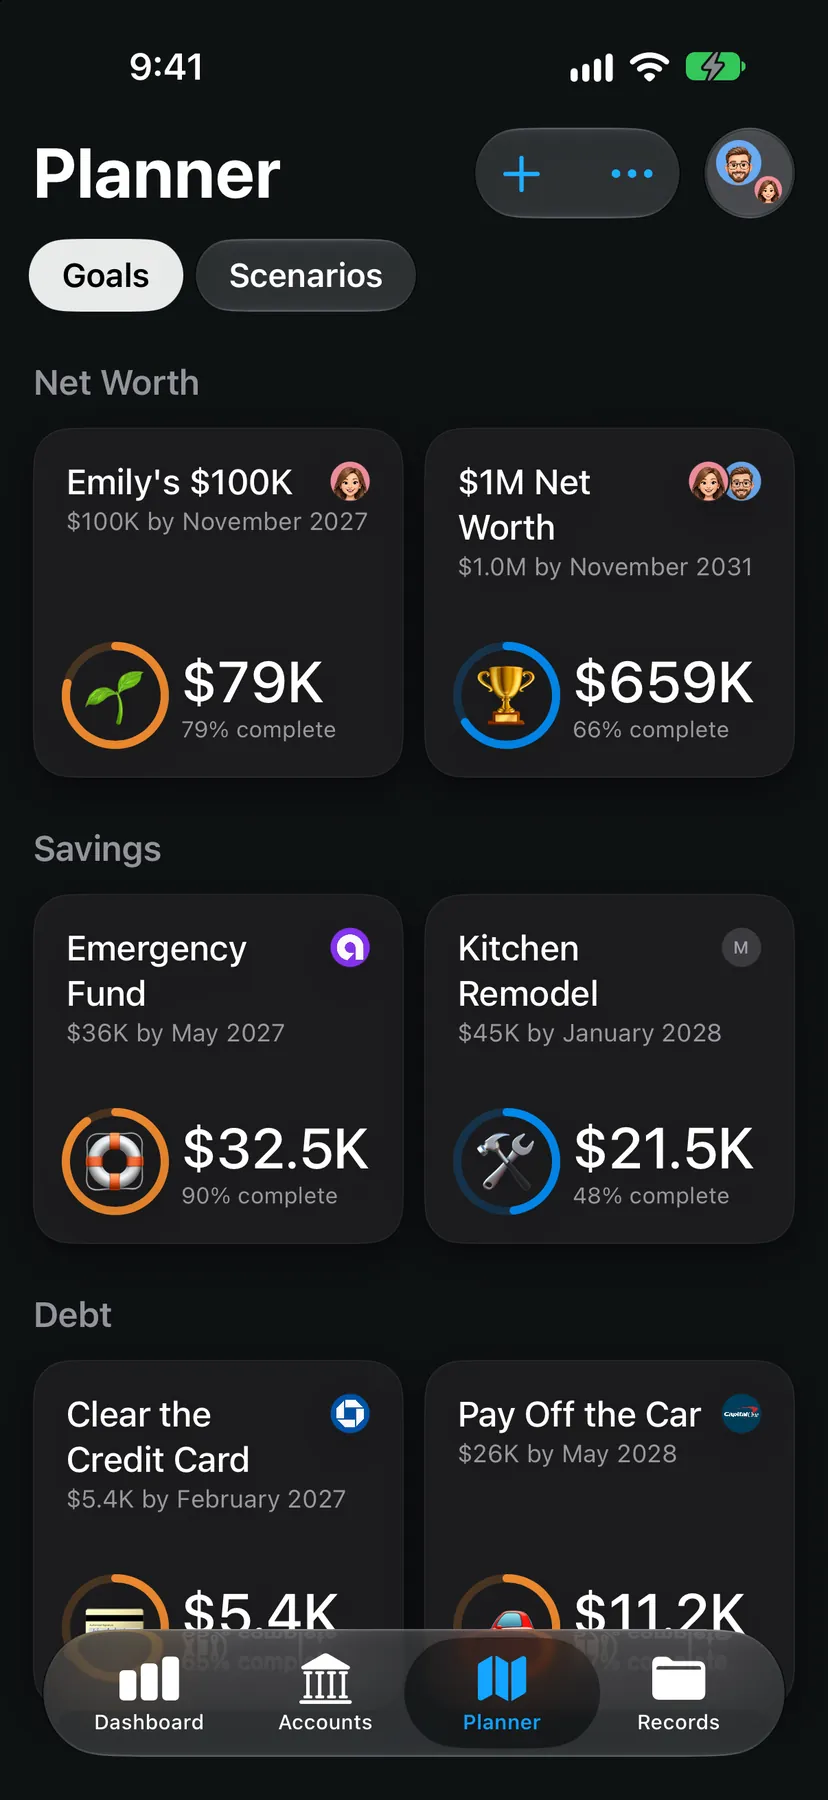 9:41
Planner
Goals
Scenarios
Net Worth
Emily's $100K
$100K by November 2027
$79K
79% complete
$1M Net
Worth
$1.0M by November 2031
$659K
66% complete
Savings
Emergency
Fund
$36K by May 2027
$32.5K
90% complete
Kitchen
Remodel
M
$45K by January 2028
$21.5K
48% complete
Debt
Clear the
Credit Card
$5.4K by February 2027
$5.4K
Pay Off the Car
Capital One
$26K by May 2028
$11.2K
Dashboard
Accounts
Planner
Records